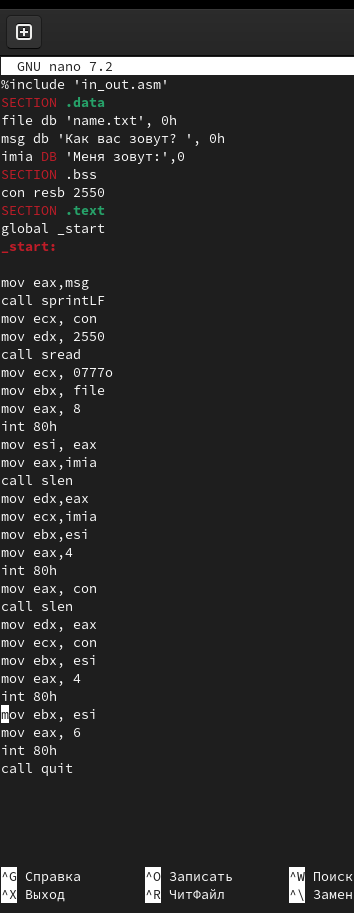 GNU nano 7.2
%include 'in_out.asm'
SECTION .data
file db 'name.txt', 0h
msg db 'Как вас зовут? ', 0h
imia DB 'Меня зовут:',0
SECTION .bss
con resb 2550
SECTION .text
global _start
_start:
mov eax,msg
call sprintLF
mov ecx, con
mov edx, 2550
call sread
mov ecx, 0777o
mov ebx, file
mov eax, 8
int 80h
mov esi, eax
mov eax,imia
call slen
mov edx,eax
mov ecx,imia
mov ebx,esi
mov eax,4
int 80h
mov eax, con
call slen
mov edx, eax
mov ecx, con
mov ebx, esi
mov eax, 4
int 80h
mov ebx, esi
mov eax, 6
int 80h
call quit
^G Справка ^O Записать ^W Поиск
^X Выход ^R ЧитФайл ^\ Замен